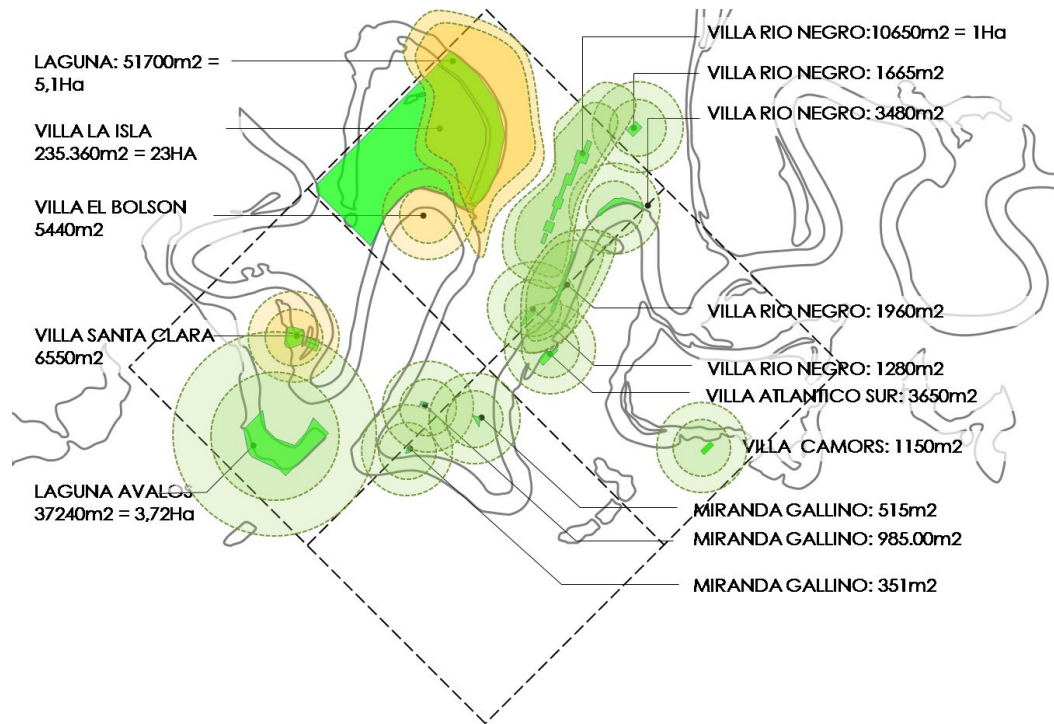 LAGUNA: 51700m2 =
5,1Ha
VILLA LA ISLA
235.360m2 = 23HA
VILLA EL BOLSON
5440m2
VILLA SANTA CLARA
6550m2
LAGUNA AVALOS
37240m2 = 3,72Ha
VILLA RIO NEGRO:10650m2 = 1Ha
VILLA RIO NEGRO: 1665m2
VILLA RIO NEGRO: 3480m2
VILLA RIO NEGRO: 1960m2
VILLA RIO NEGRO: 1280m2
VILLA ATLANTICO SUR: 3650m2
VILLA CAMORS: 1150m2
MIRANDA GALLINO: 515m2
MIRANDA GALLINO: 985.00m2
MIRANDA GALLINO: 351m2